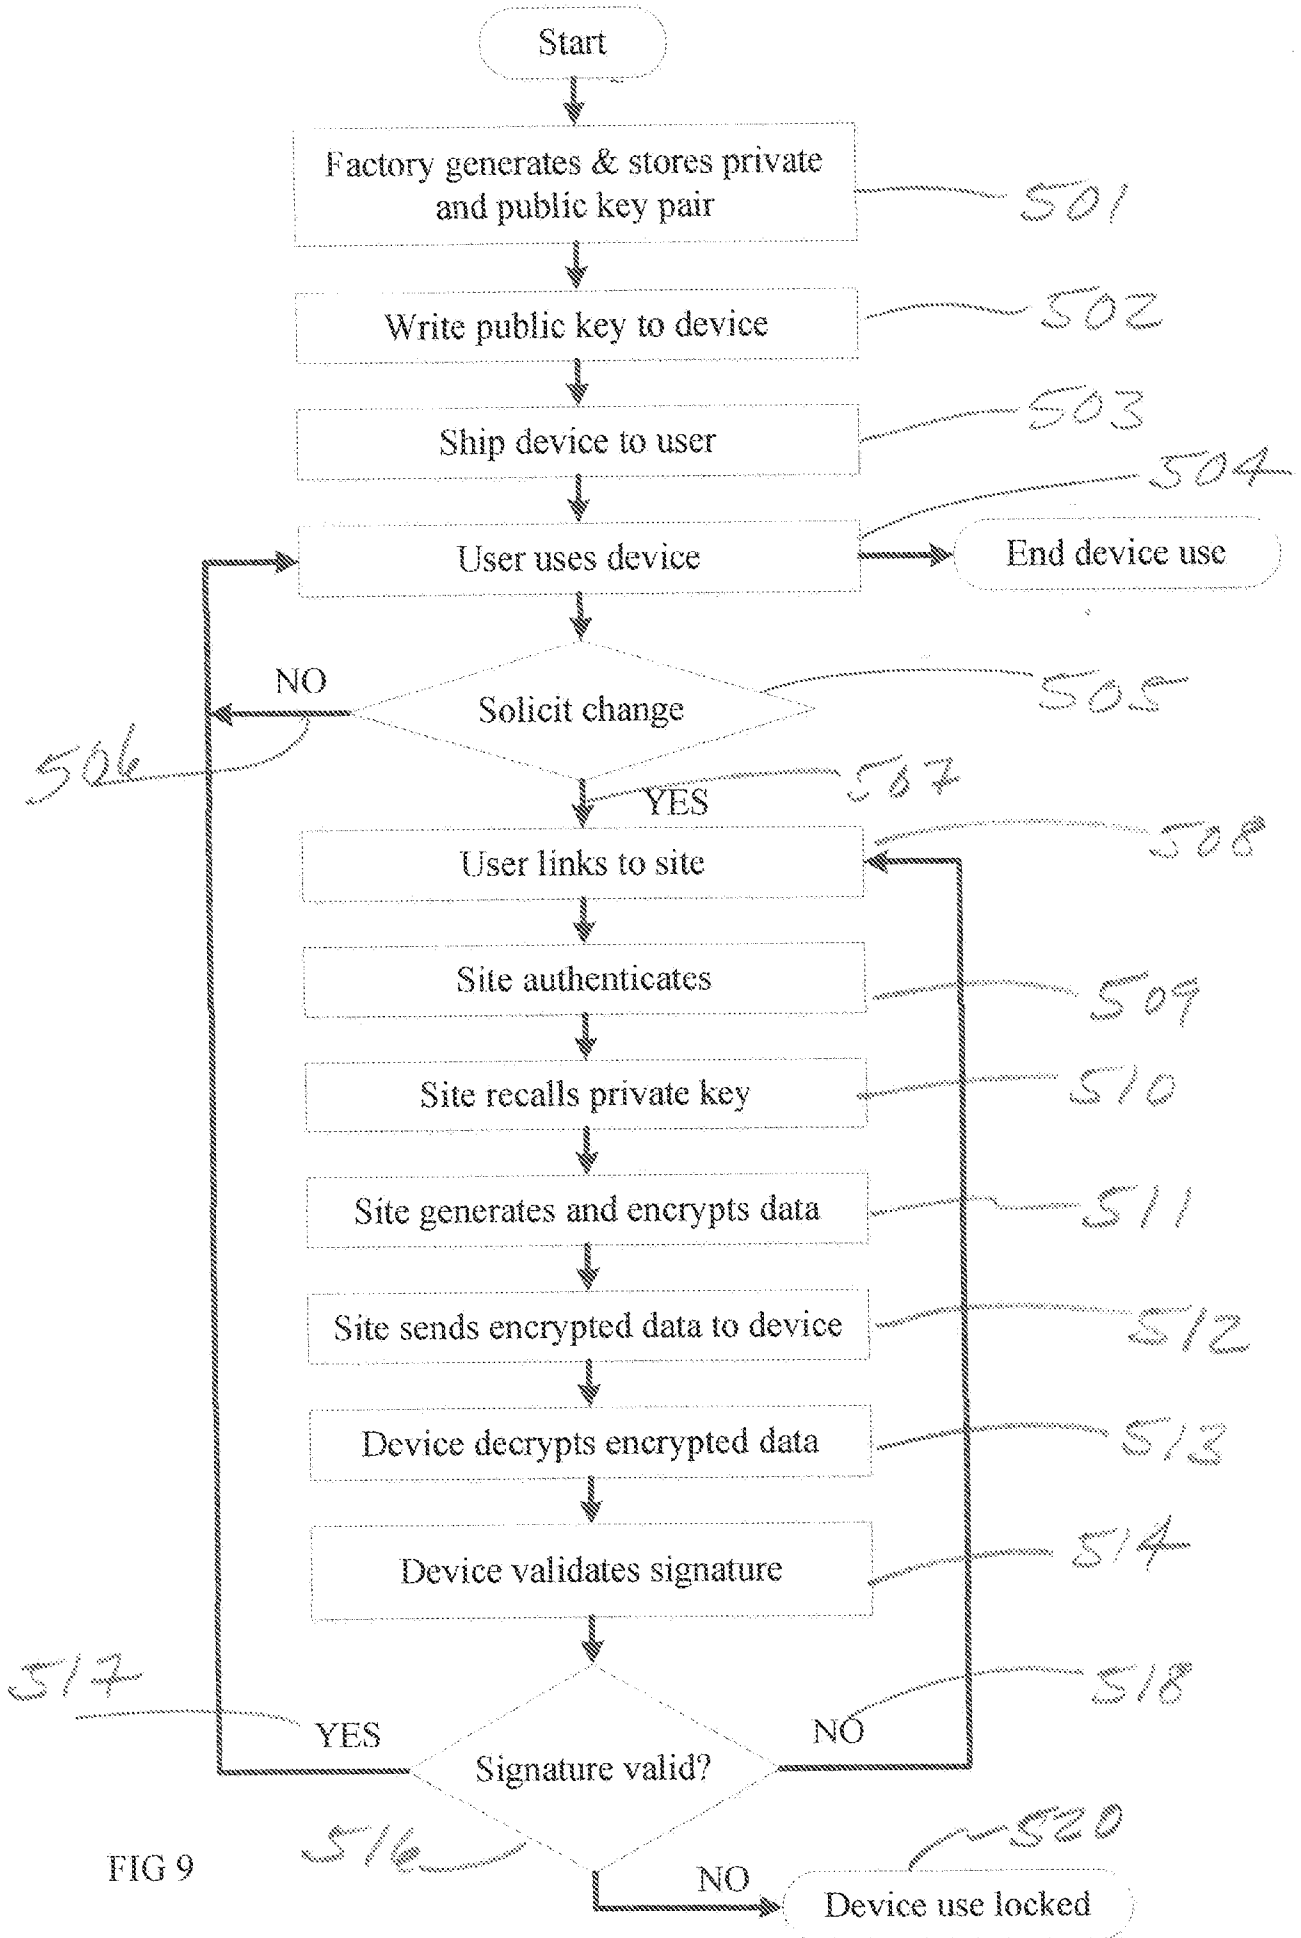 Start
Factory generates & stores private
and public key pair
501
Write public key to device
502
Ship device to user
503
504
User uses device
End device use
NO
Solicit change
505
506
507
YES
User links to site
508
Site authenticates
509
Site recalls private key
510
Site generates and encrypts data
511
Site sends encrypted data to device
512
Device decrypts encrypted data
513
Device validates signature
514
517
518
YES
NO
Signature valid?
516
520
FIG 9
NO
Device use locked